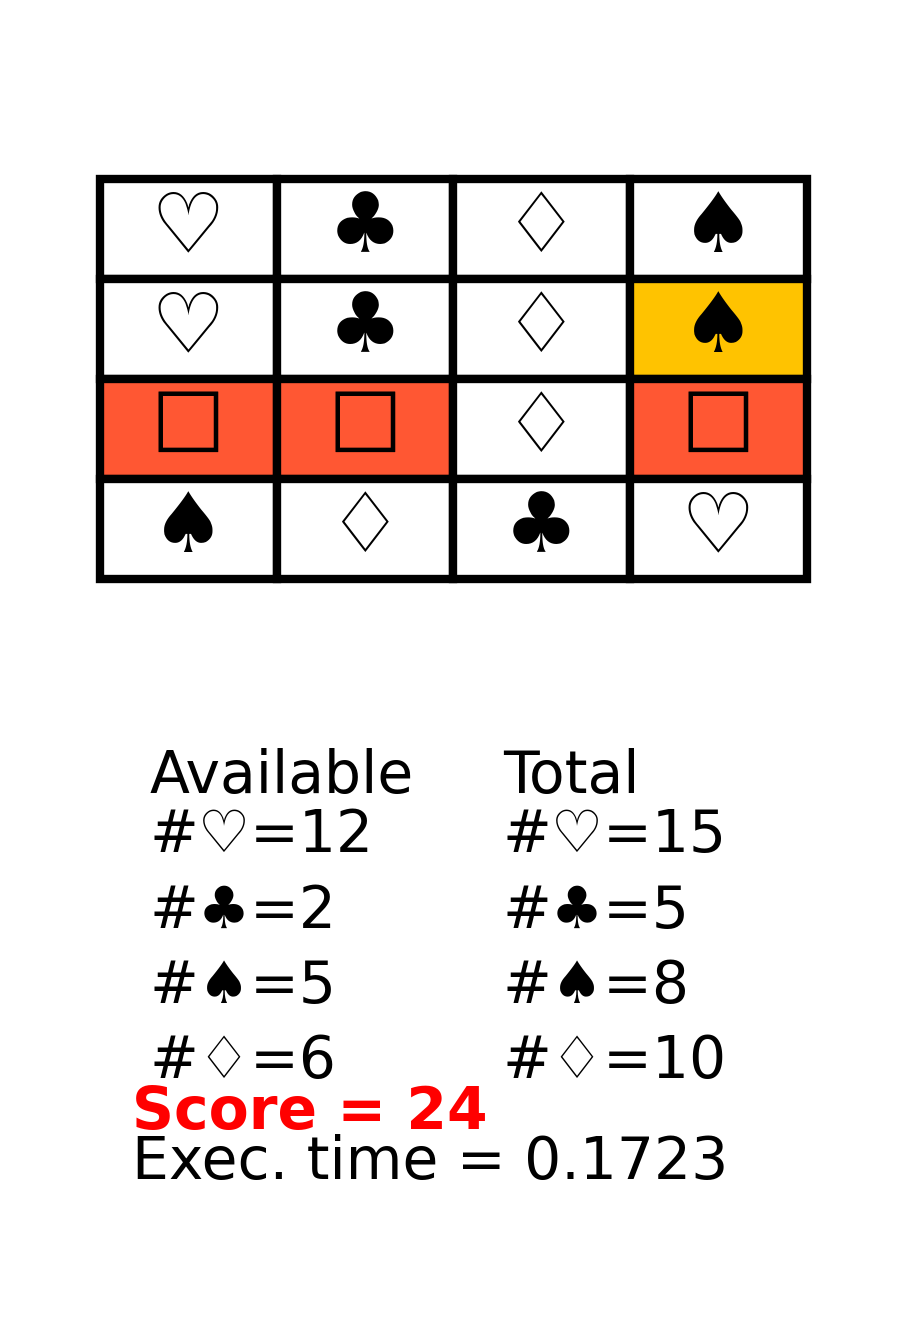 ♡ ♣ ♢ ♠
♡ ♣ ♢ ♠
□ □ ♢ □
♠ ♢ ♣ ♡
Available Total
#♡=12 #♡=15
#♣=2 #♣=5
#♠=5 #♠=8
#♢=6 #♢=10
Score = 24
Exec. time = 0.1723